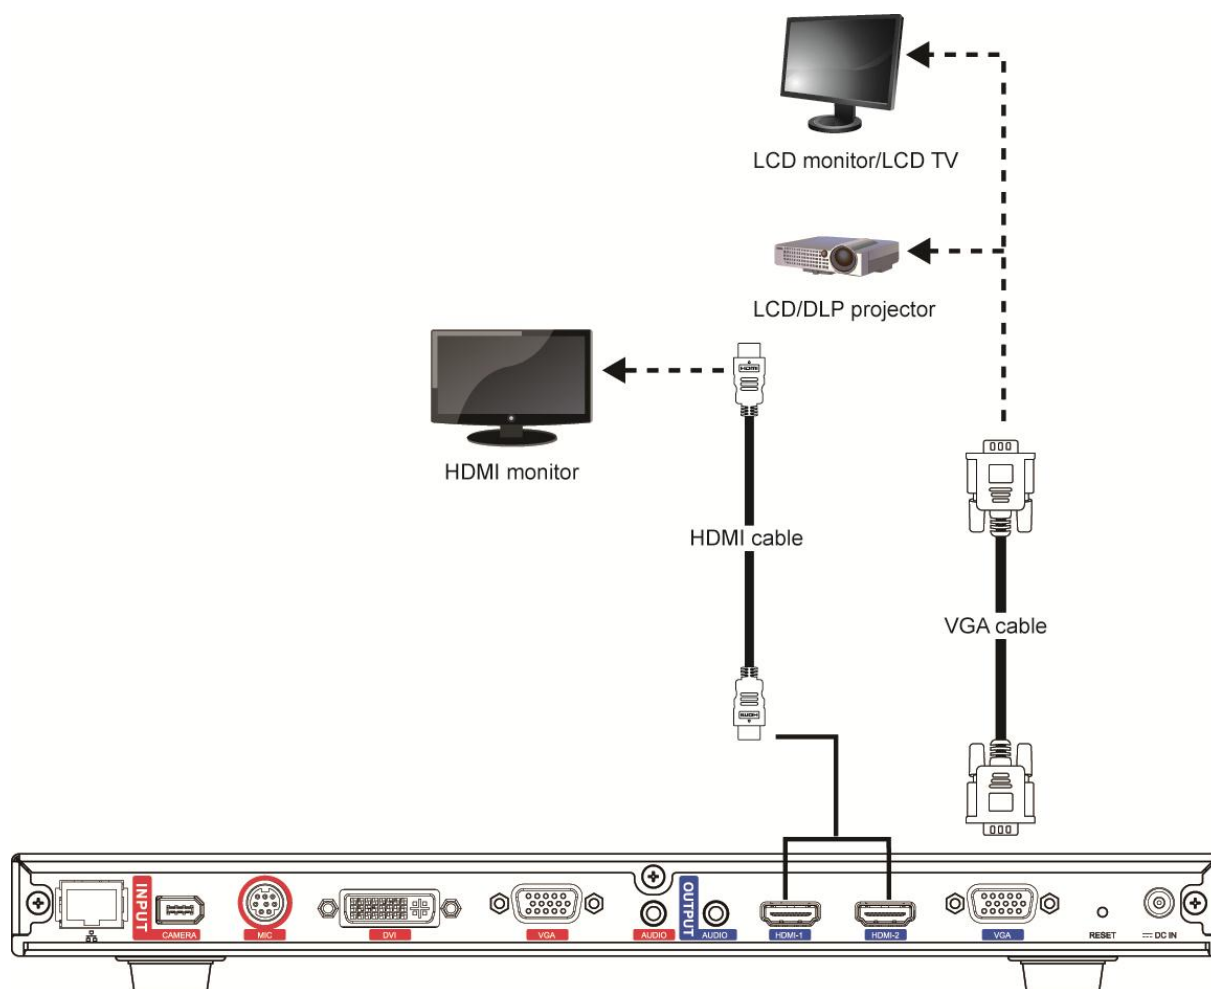 LCD monitor/LCD TV
LCD/DLP projector
HDMI
HDMI monitor
HDMI cable
VGA cable
HDMI
INPUT
CAMERA
MIC
DVI
VGA
AUDIO
OUTPUT
AUDIO
HDMI-1
HDMI-2
VGA
RESET
DC IN